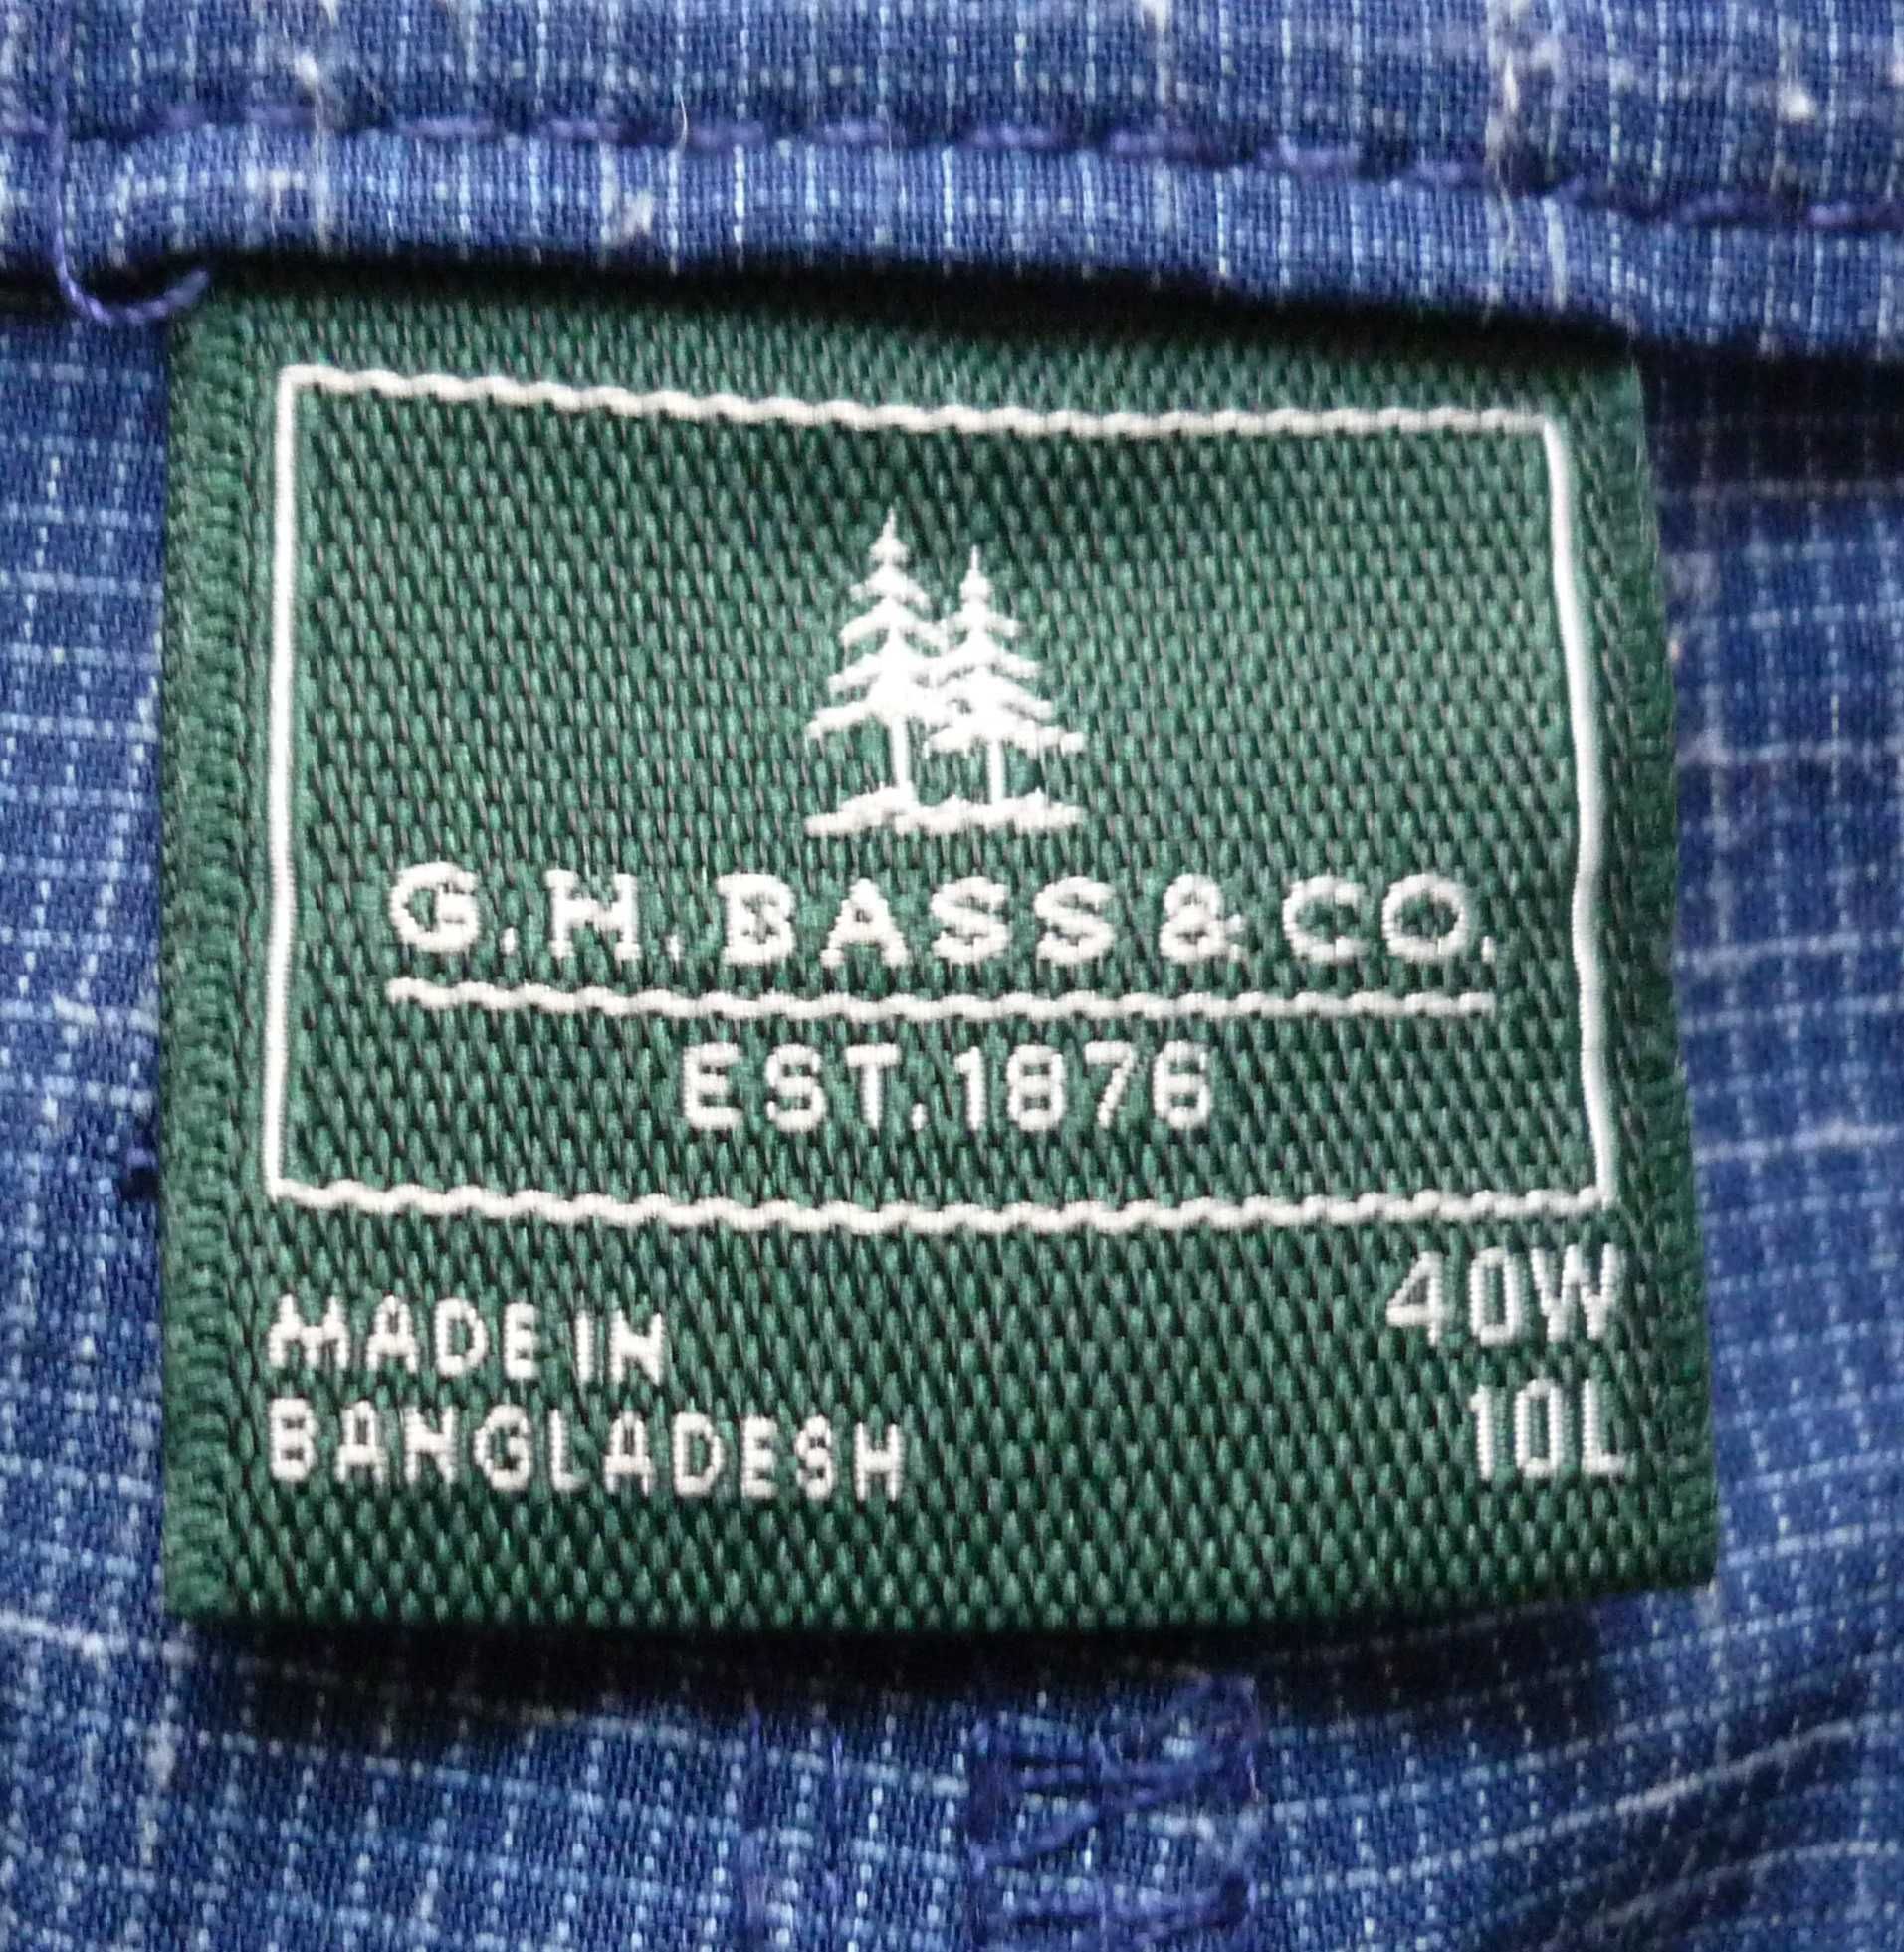 G.H. BASS & CO.
EST. 1876
MADE IN
BANGLADESH
40W
10L